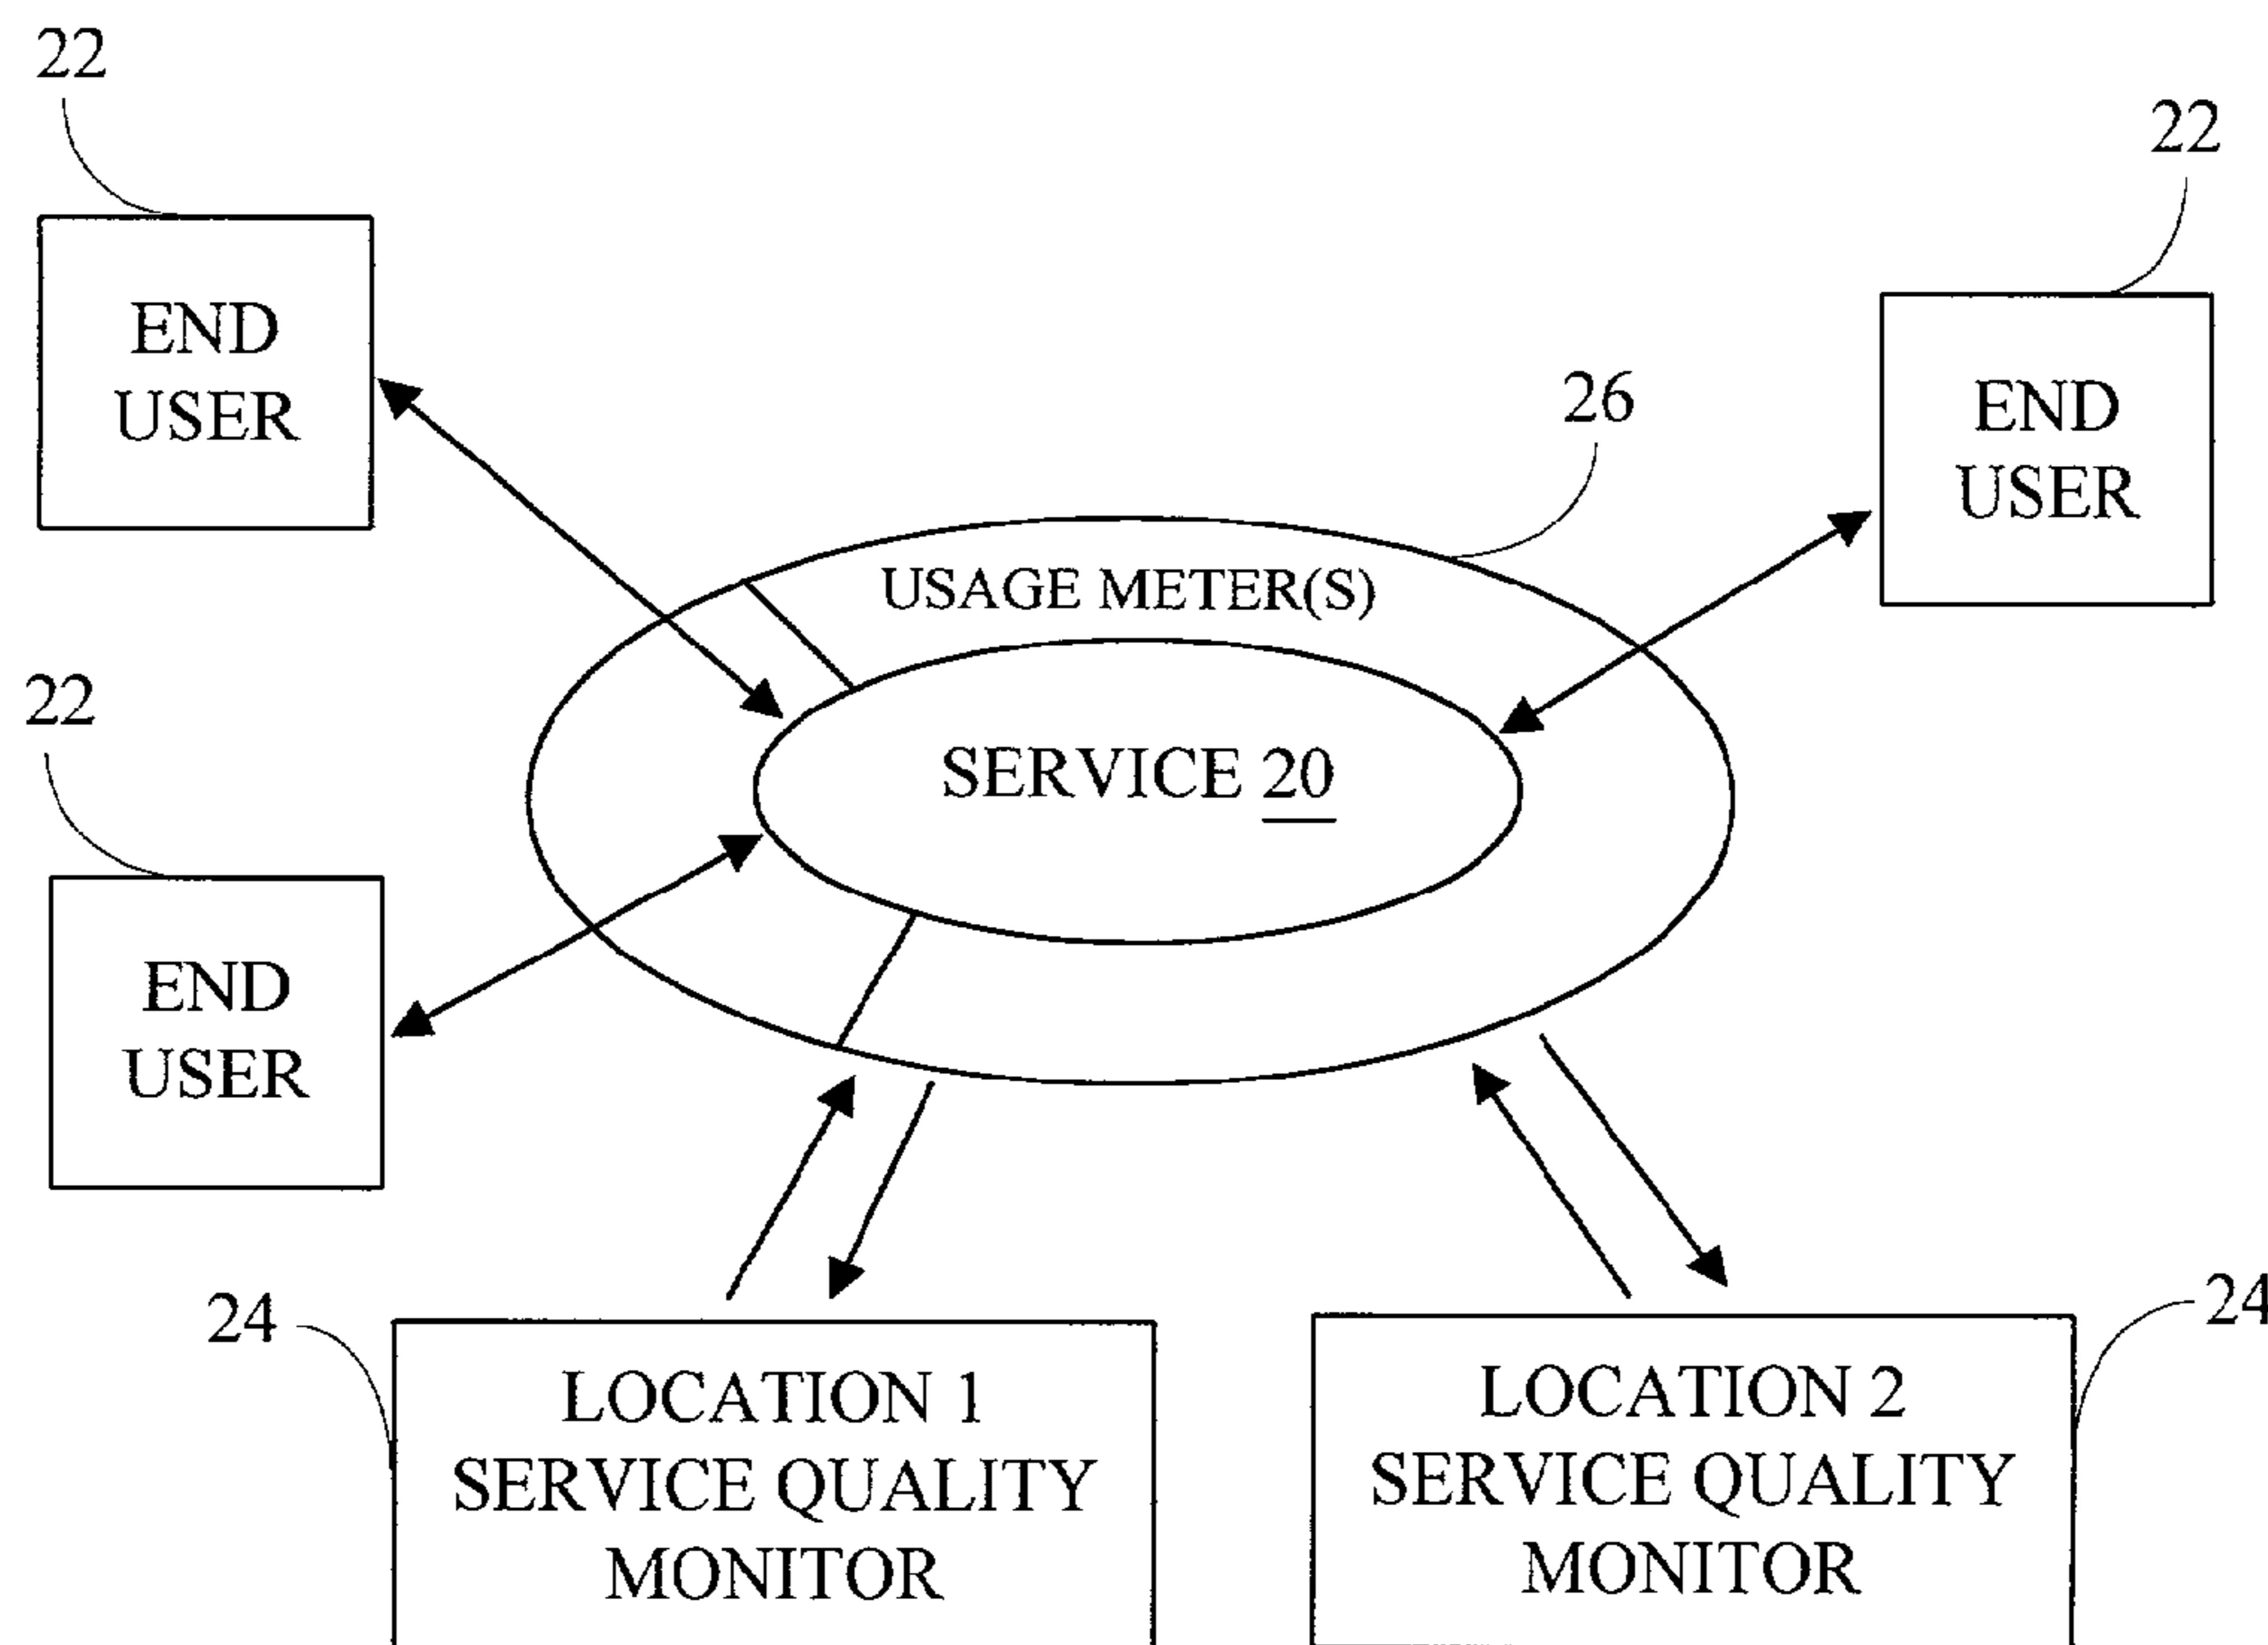 22
22
END
USER
END
USER
26
USAGE METER(S)
22
SERVICE 20
END
USER
24
24
LOCATION 1
SERVICE QUALITY
MONITOR
LOCATION 2
SERVICE QUALITY
MONITOR